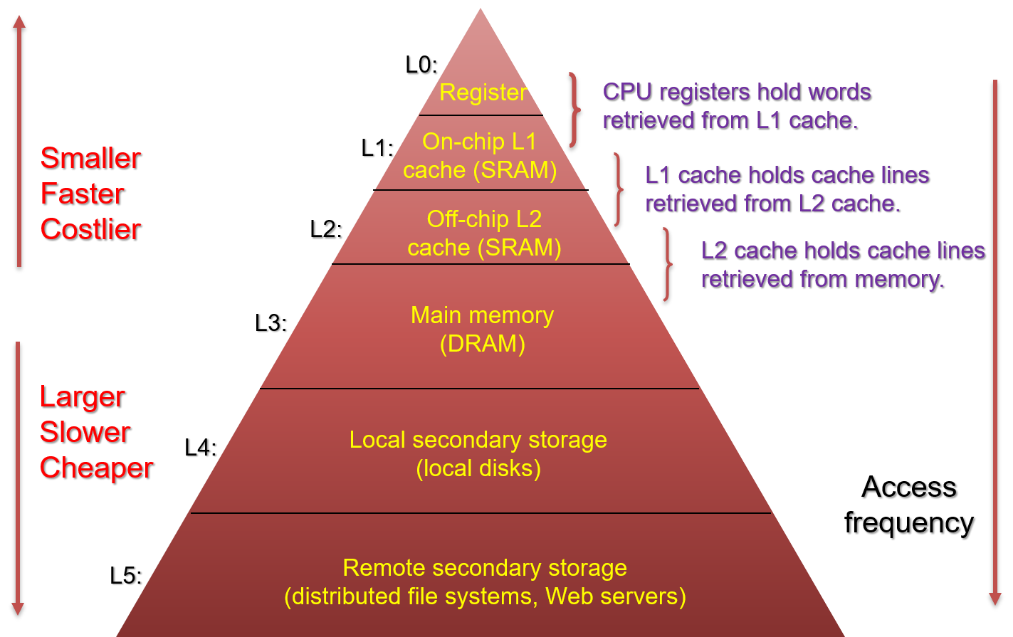 L0:
Register
CPU registers hold words
retrieved from L1 cache.
L1:
On-chip L1
cache (SRAM)
L1 cache holds cache lines
retrieved from L2 cache.
Smaller
Faster
Costlier
L2:
Off-chip L2
cache (SRAM)
L2 cache holds cache lines
retrieved from memory.
L3:
Main memory
(DRAM)
Larger
Slower
Cheaper
L4:
Local secondary storage
(local disks)
Access
frequency
L5:
Remote secondary storage
(distributed file systems, Web servers)